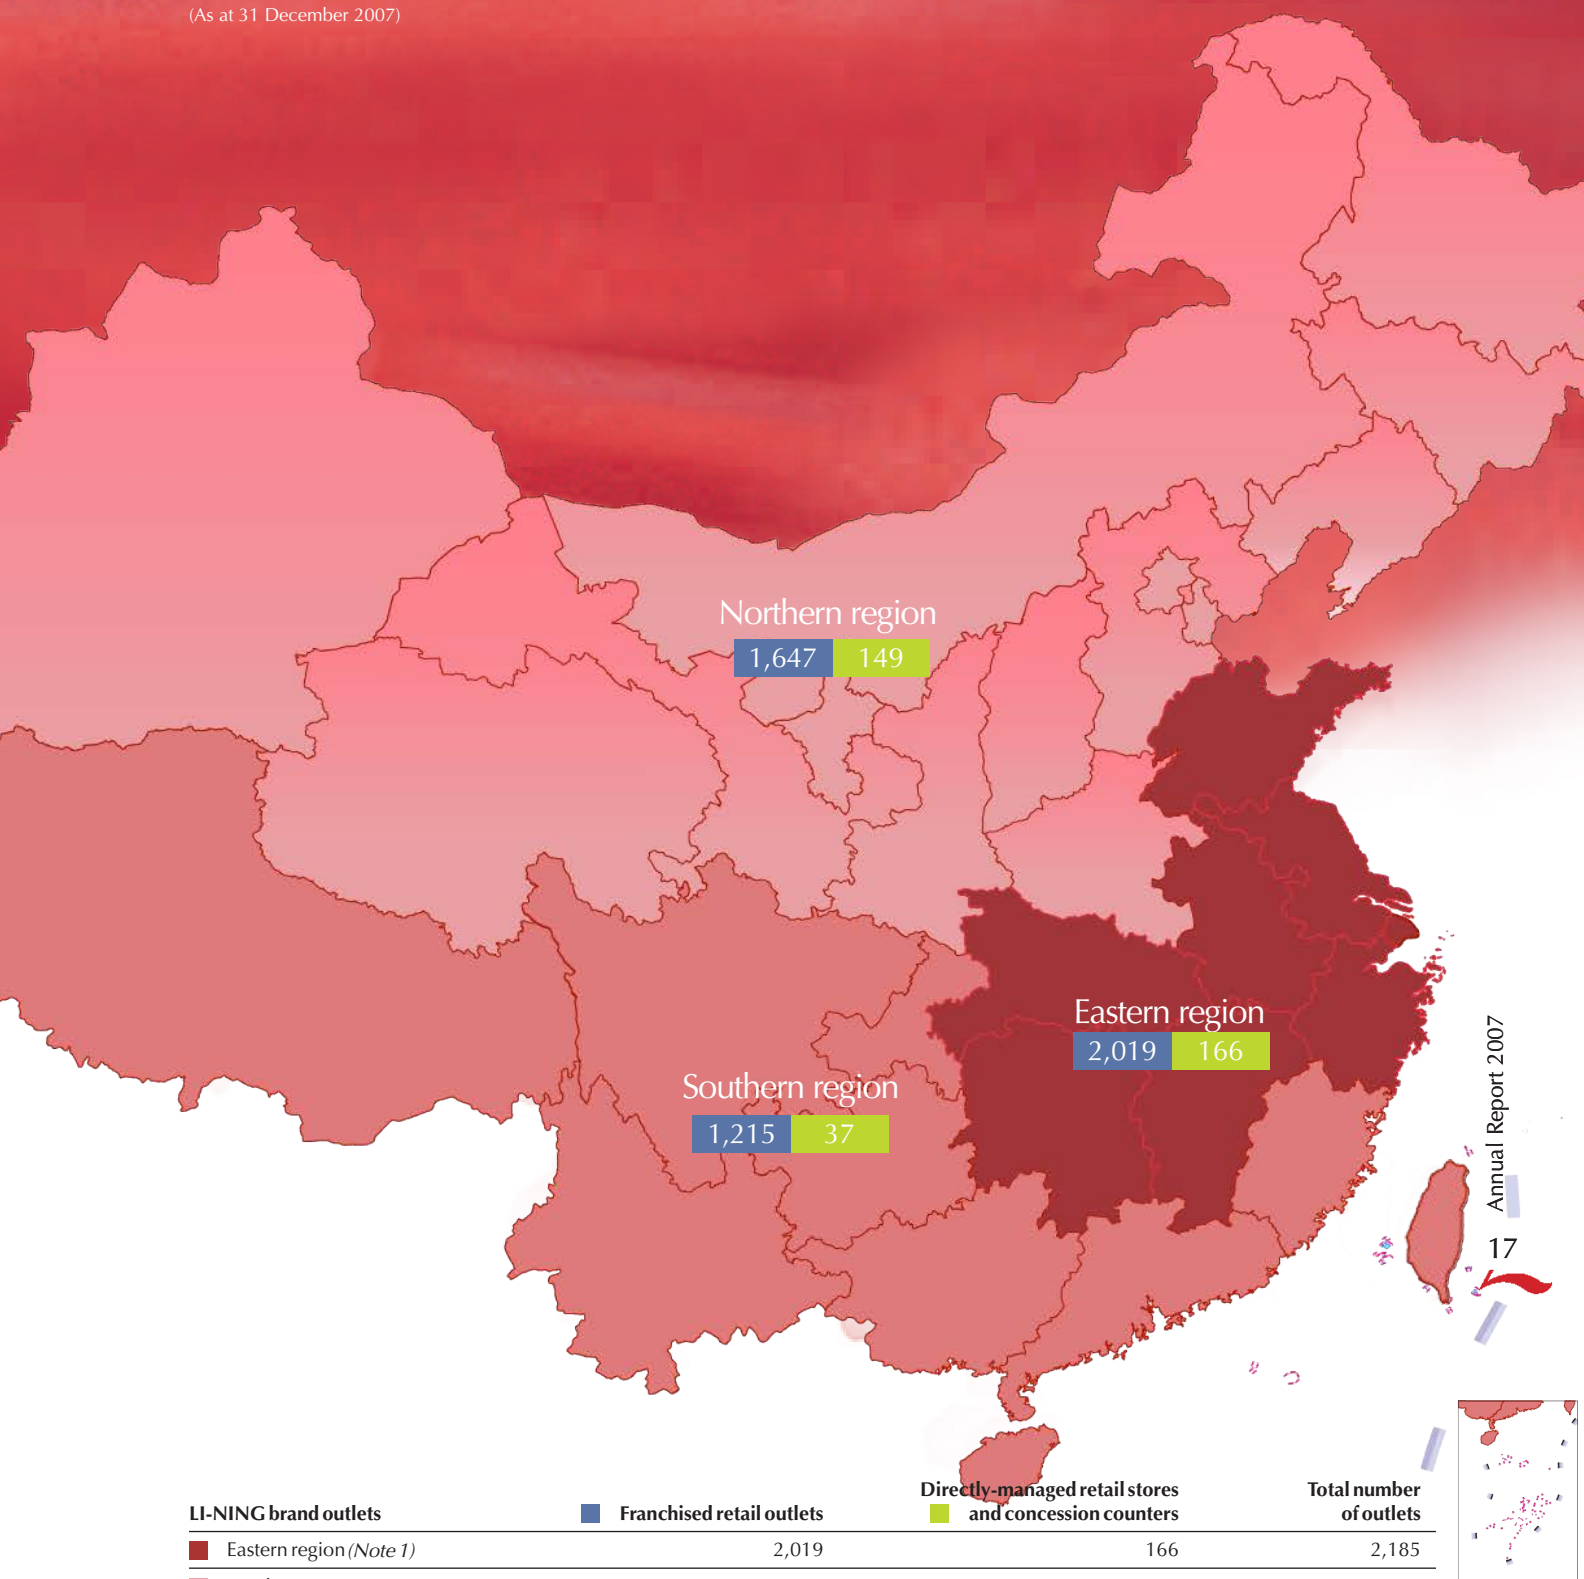 (As at 31 December 2007)
Northern region
1,647 149
Eastern region
2,019 166
Southern region
1,215 37
Annual Report 2007
17
LI-NING brand outlets Franchised retail outlets Directly-managed retail stores and concession counters Total number of outlets
Eastern region (Note 1) 2,019 166 2,185